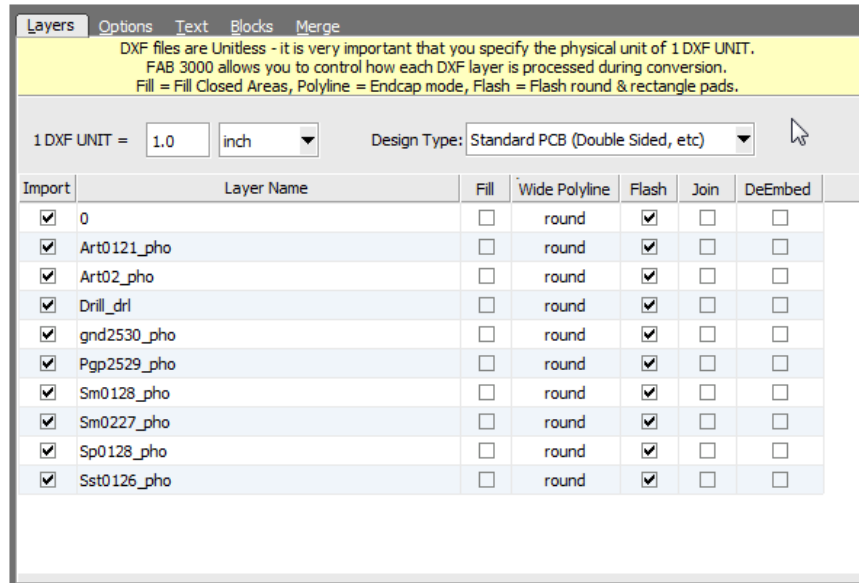 Layers Options Text Blocks Merge
DXF files are Unitless - it is very important that you specify the physical unit of 1 DXF UNIT.
FAB 3000 allows you to control how each DXF layer is processed during conversion.
Fill = Fill Closed Areas, Polyline = Endcap mode, Flash = Flash round & rectangle pads.
1 DXF UNIT = 1.0 inch Design Type: Standard PCB (Double Sided, etc)
Import Layer Name Fill Wide Polyline Flash Join DeEmbed
0 round
Art0121_pho round
Art02_pho round
Drill_drl round
gnd2530_pho round
Pgp2529_pho round
Sm0128_pho round
Sm0227_pho round
Sp0128_pho round
Sst0126_pho round